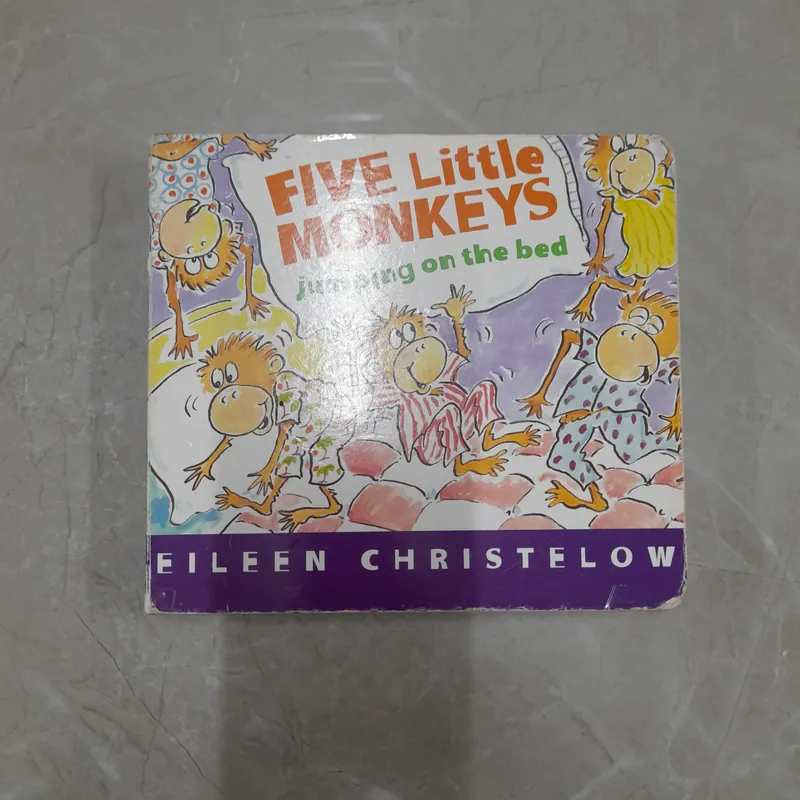 FIVE Little
MONKEYS
jumping on the bed
EILEEN CHRISTELOW